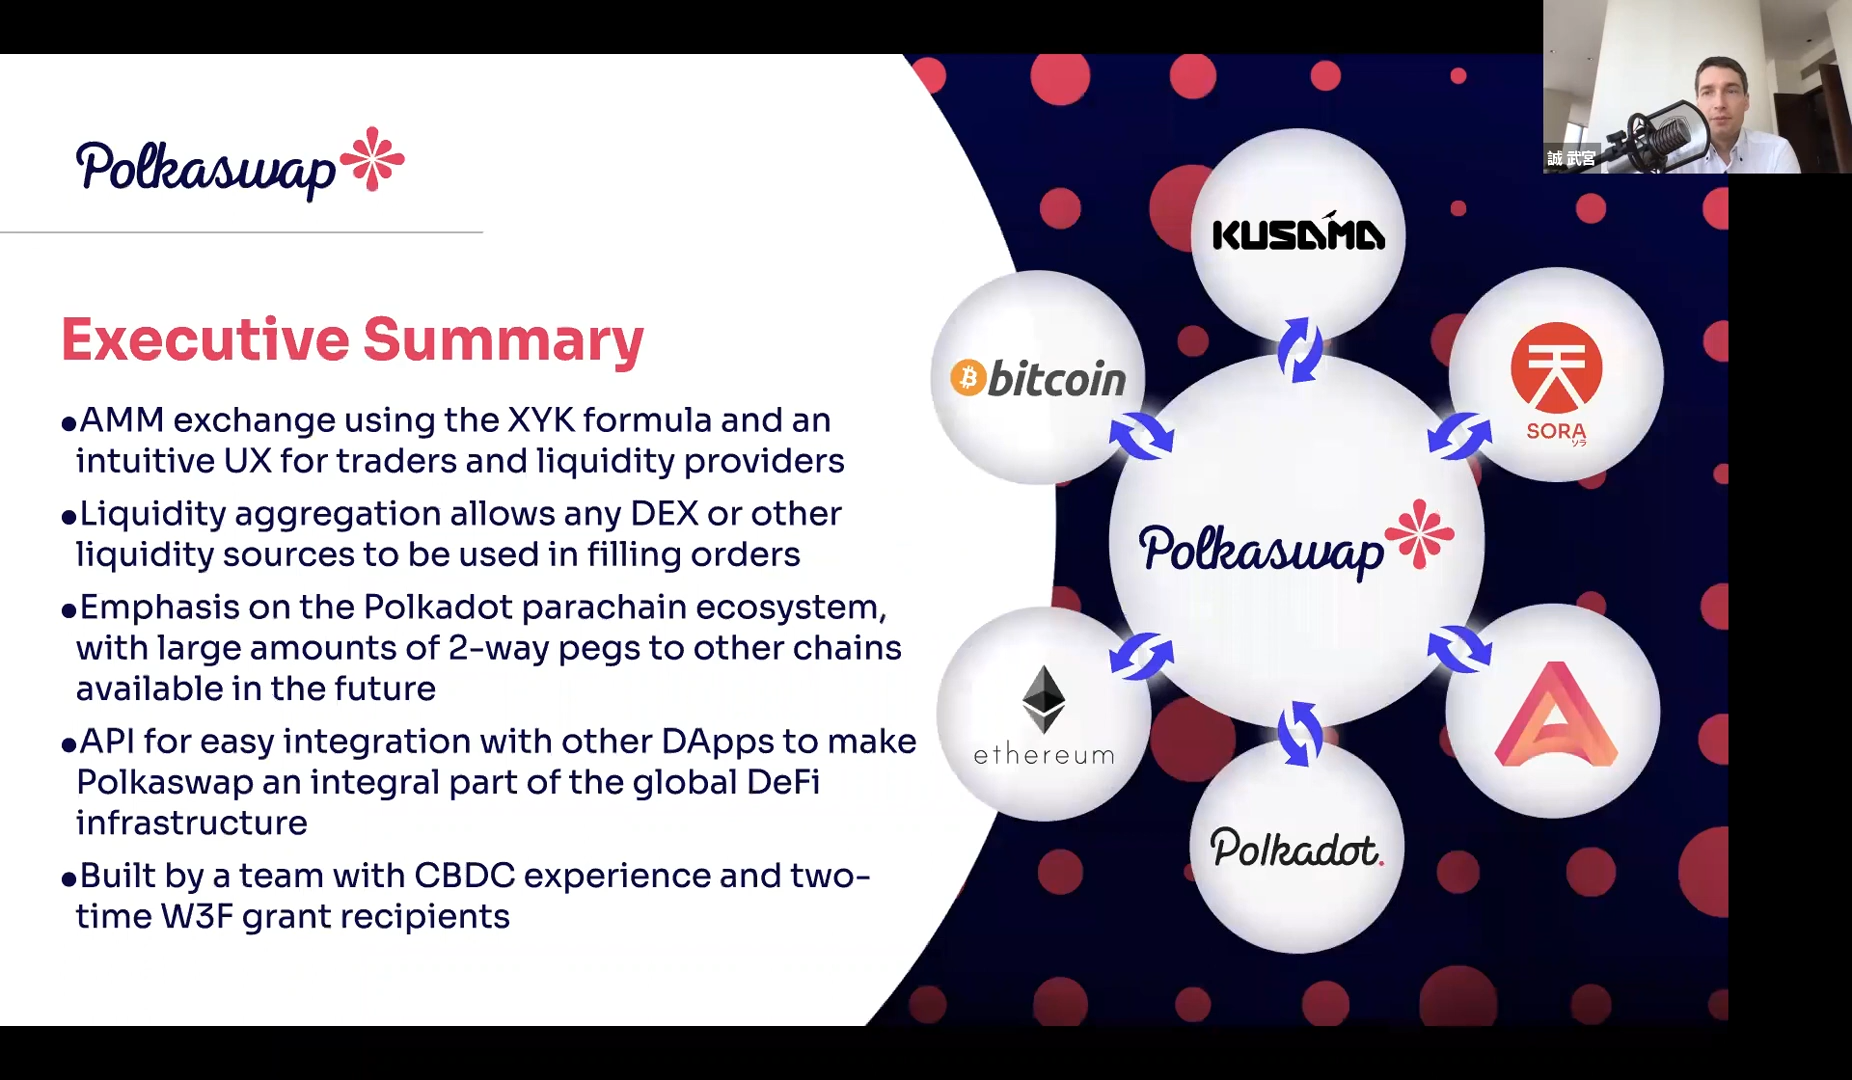 Polkaswap
Executive Summary
•AMM exchange using the XYK formula and an
intuitive UX for traders and liquidity providers
•Liquidity aggregation allows any DEX or other
liquidity sources to be used in filling orders
•Emphasis on the Polkadot parachain ecosystem,
with large amounts of 2-way pegs to other chains
available in the future
•API for easy integration with other DApps to make
Polkaswap an integral part of the global DeFi
infrastructure
•Built by a team with CBDC experience and two-
time W3F grant recipients
KUSAMA
bitcoin
SORA
ソラ
Polkaswap
ethereum
Polkadot.
誠 武宮